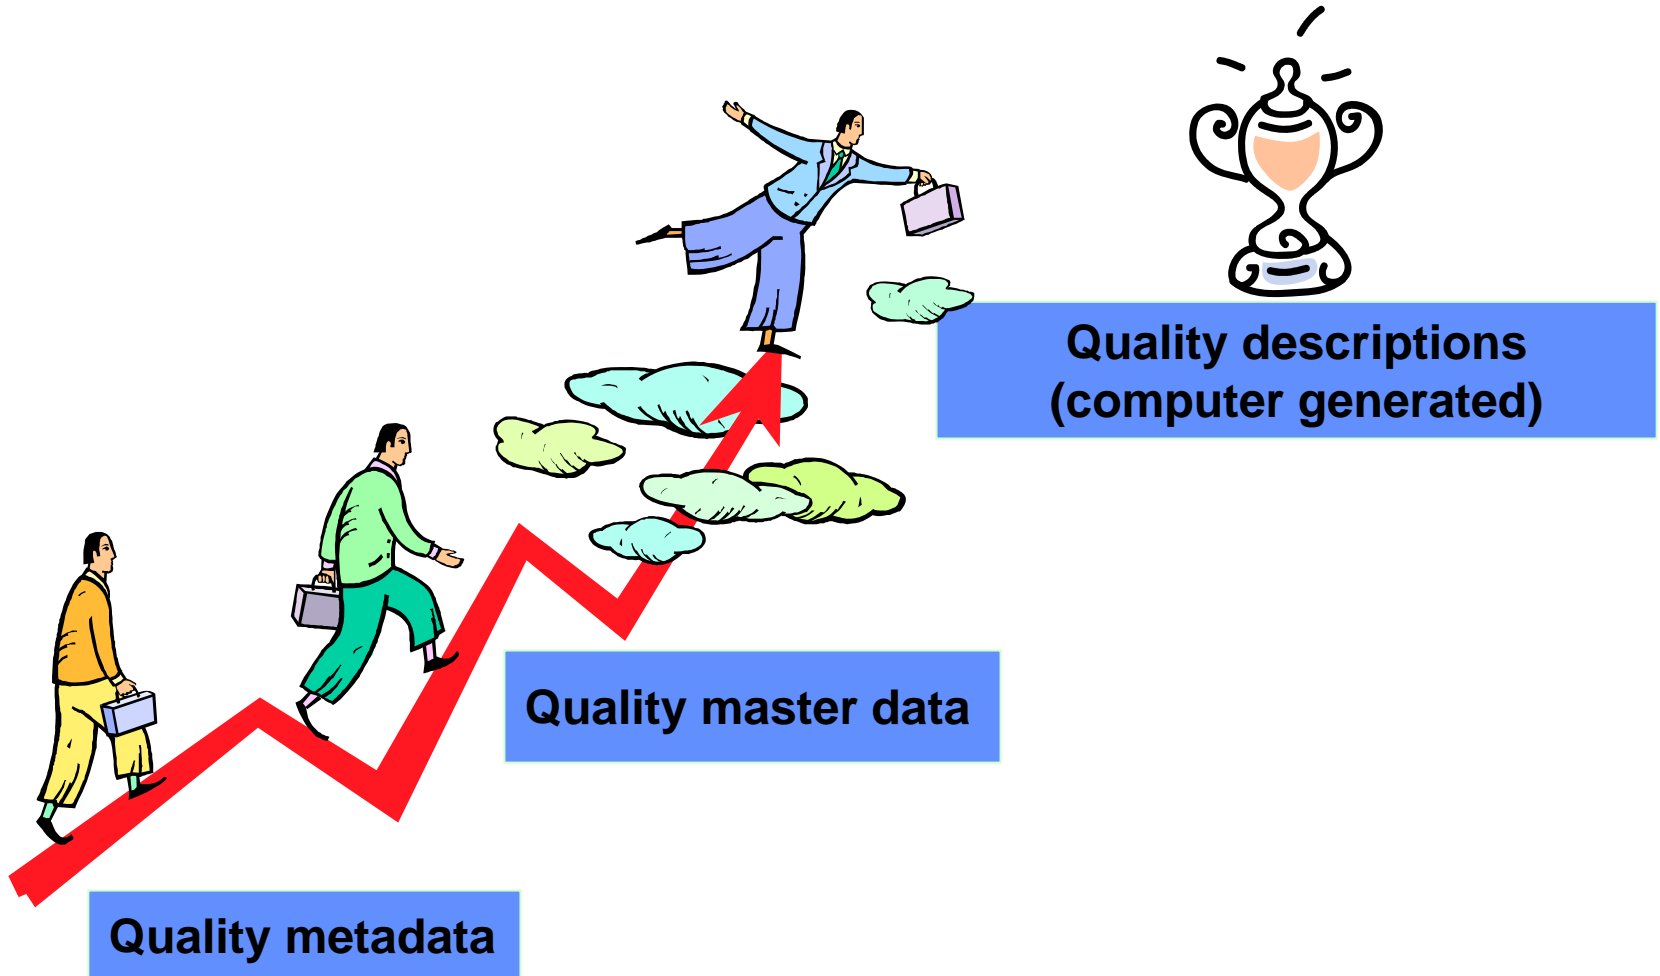 Quality descriptions
(computer generated)
Quality master data
Quality metadata